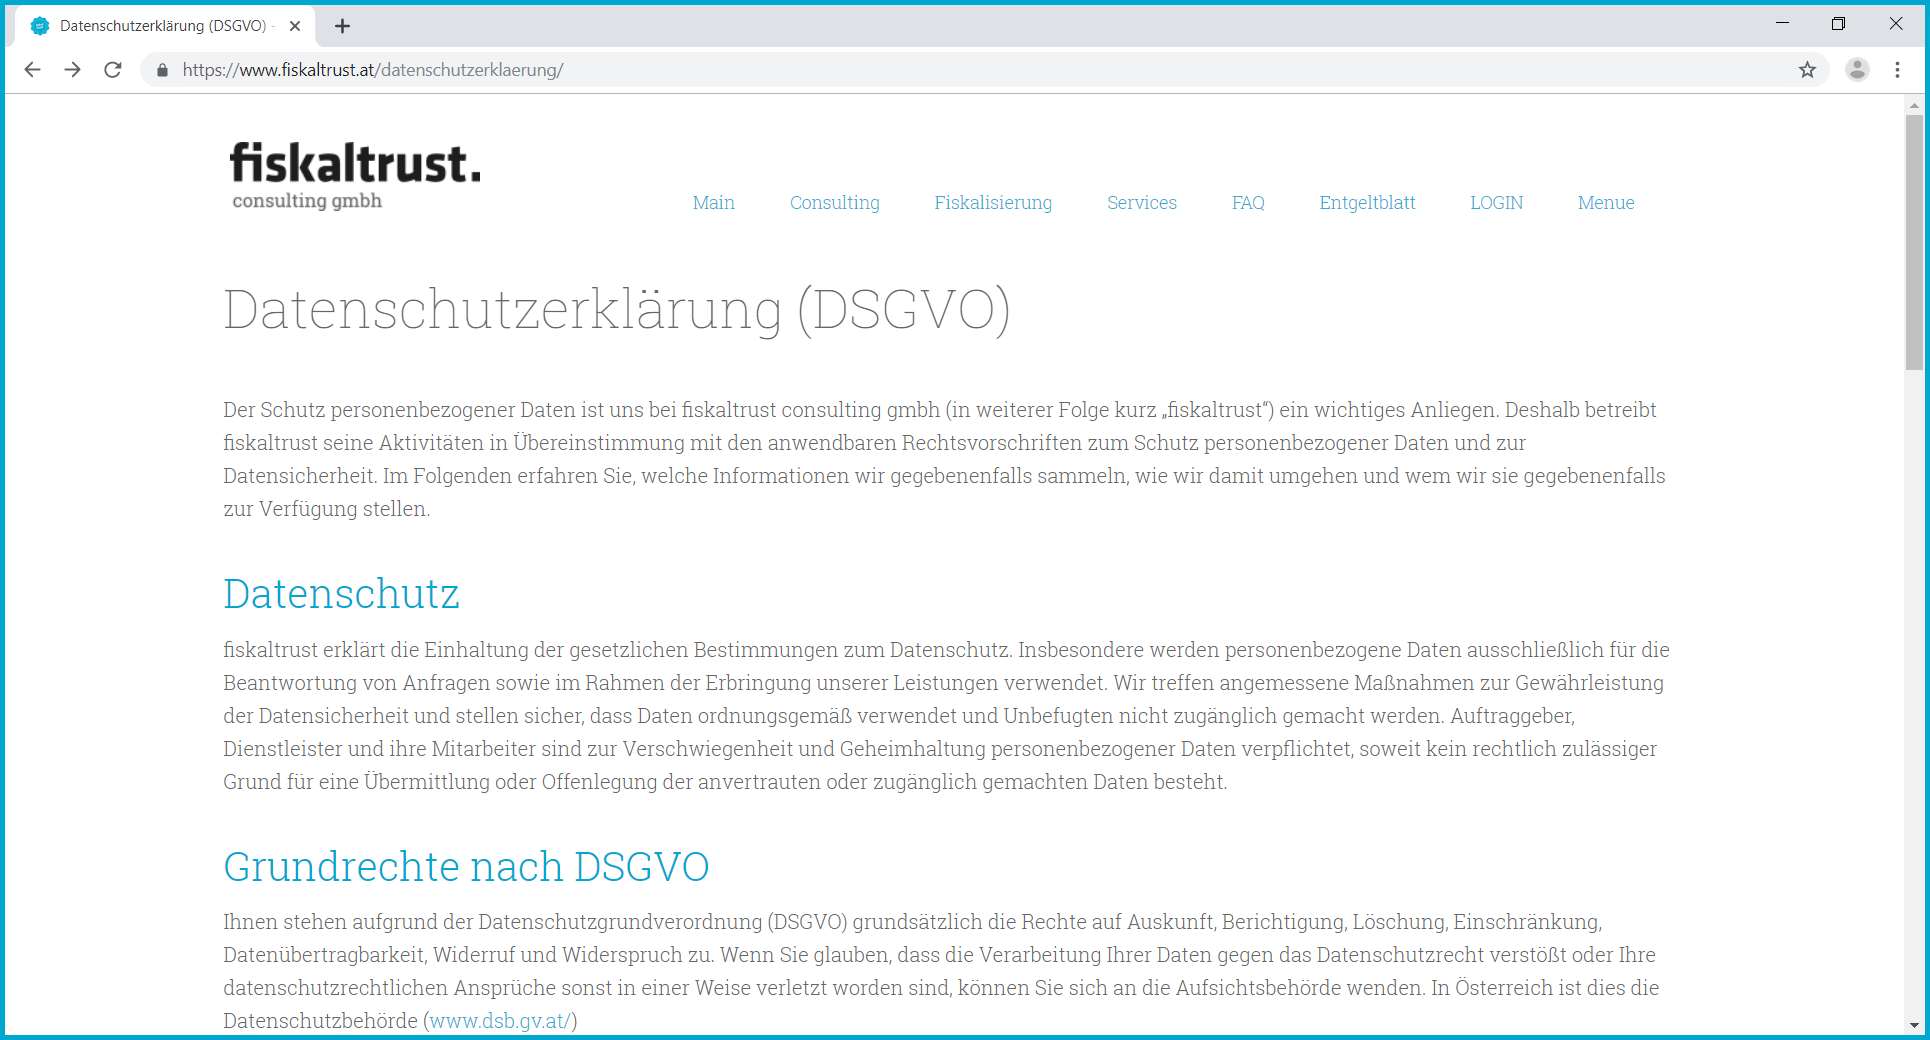 Datenschutzerklärung (DSGVO) -
https://www.fiskaltrust.at/datenschutzerklaerung/
fiskaltrust.
consulting gmbh
Main Consulting Fiskalisierung Services FAQ Entgeltblatt LOGIN Menue
Datenschutzerklärung (DSGVO)
Der Schutz personenbezogener Daten ist uns bei fiskaltrust consulting gmbh (in weiterer Folge kurz „fiskaltrust“) ein wichtiges Anliegen. Deshalb betreibt
fiskaltrust seine Aktivitäten in Übereinstimmung mit den anwendbaren Rechtsvorschriften zum Schutz personenbezogener Daten und zur
Datensicherheit. Im Folgenden erfahren Sie, welche Informationen wir gegebenenfalls sammeln, wie wir damit umgehen und wem wir sie gegebenenfalls
zur Verfügung stellen.
Datenschutz
fiskaltrust erklärt die Einhaltung der gesetzlichen Bestimmungen zum Datenschutz. Insbesondere werden personenbezogene Daten ausschließlich für die
Beantwortung von Anfragen sowie im Rahmen der Erbringung unserer Leistungen verwendet. Wir treffen angemessene Maßnahmen zur Gewährleistung
der Datensicherheit und stellen sicher, dass Daten ordnungsgemäß verwendet und Unbefugten nicht zugänglich gemacht werden. Auftraggeber,
Dienstleister und ihre Mitarbeiter sind zur Verschwiegenheit und Geheimhaltung personenbezogener Daten verpflichtet, soweit kein rechtlich zulässiger
Grund für eine Übermittlung oder Offenlegung der anvertrauten oder zugänglich gemachten Daten besteht.
Grundrechte nach DSGVO
Ihnen stehen aufgrund der Datenschutzgrundverordnung (DSGVO) grundsätzlich die Rechte auf Auskunft, Berichtigung, Löschung, Einschränkung,
Datenübertragbarkeit, Widerruf und Widerspruch zu. Wenn Sie glauben, dass die Verarbeitung Ihrer Daten gegen das Datenschutzrecht verstößt oder Ihre
datenschutzrechtlichen Ansprüche sonst in einer Weise verletzt worden sind, können Sie sich an die Aufsichtsbehörde wenden. In Österreich ist dies die
Datenschutzbehörde (www.dsb.gv.at/)